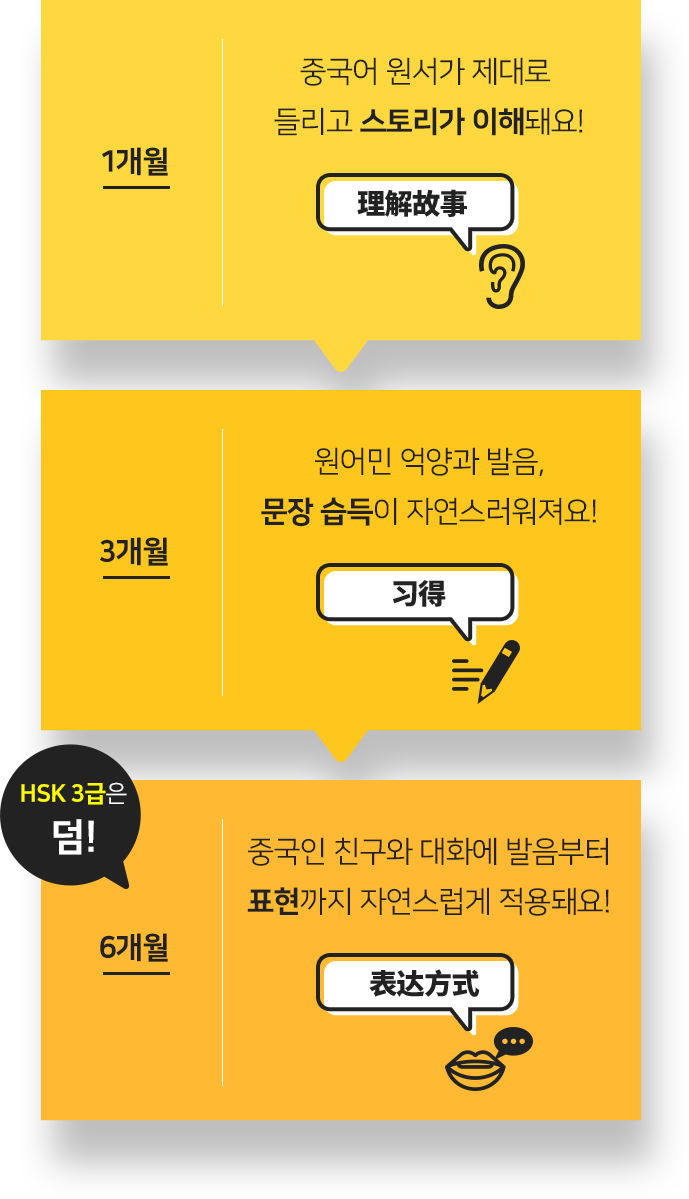 중국어 원서가 제대로
들리고 스토리가 이해돼요!
1개월
理解故事
원어민 억양과 발음,
문장 습득이 자연스러워져요!
3개월
习得
HSK 3급은
덤!
중국인 친구와 대화에 발음부터
표현까지 자연스럽게 적용돼요!
6개월
表达方式